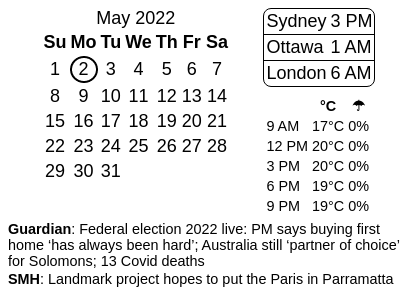 May 2022
Su Mo Tu We Th Fr Sa
1 2 3 4 5 6 7
8 9 10 11 12 13 14
15 16 17 18 19 20 21
22 23 24 25 26 27 28
29 30 31
Sydney 3 PM
Ottawa 1 AM
London 6 AM
°C ☂
9 AM 17°C 0%
12 PM 20°C 0%
3 PM 20°C 0%
6 PM 19°C 0%
9 PM 19°C 0%
Guardian: Federal election 2022 live: PM says buying first
home ‘has always been hard’; Australia still ‘partner of choice’
for Solomons; 13 Covid deaths
SMH: Landmark project hopes to put the Paris in Parramatta